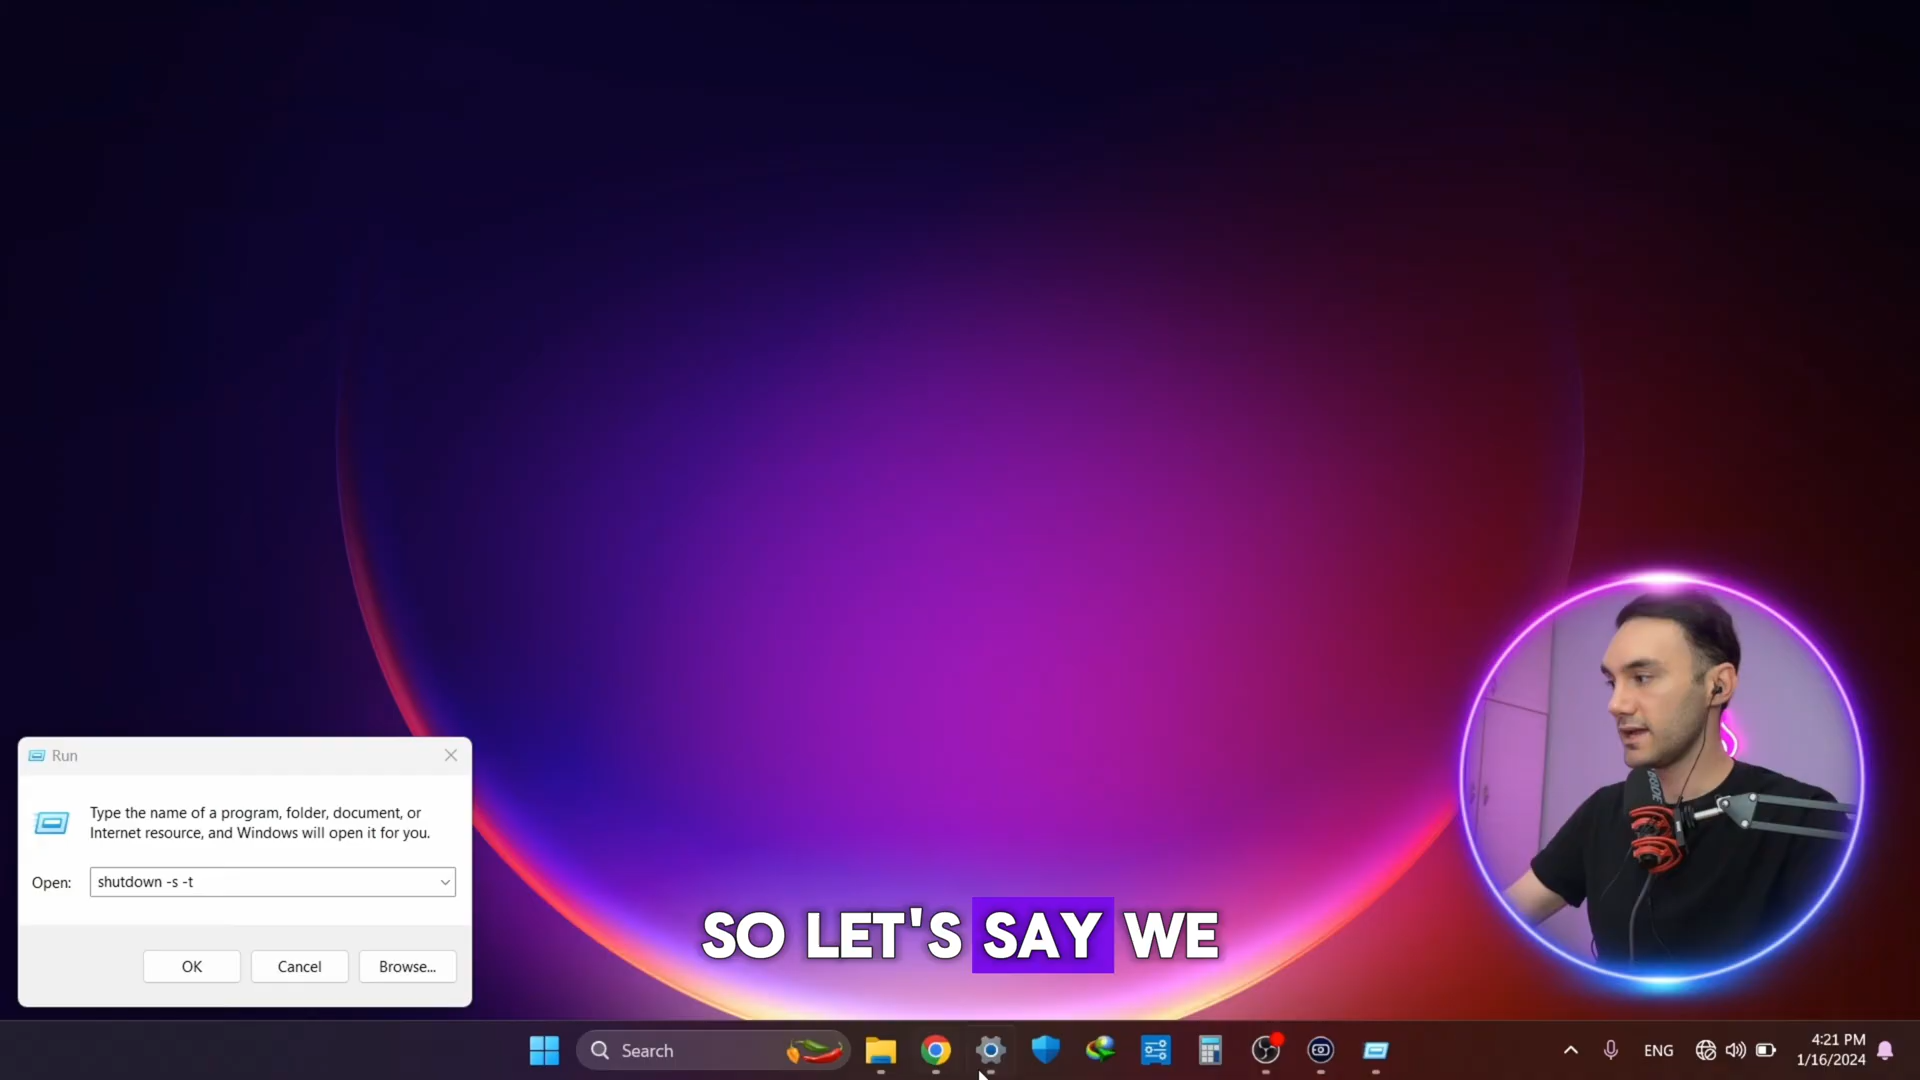 Run
Type the name of a program, folder, document, or
Internet resource, and Windows will open it for you.
Open: shutdown -s -t
OK Cancel Browse...
SO LET'S SAY WE
Search
ENG
4:21 PM
1/16/2024